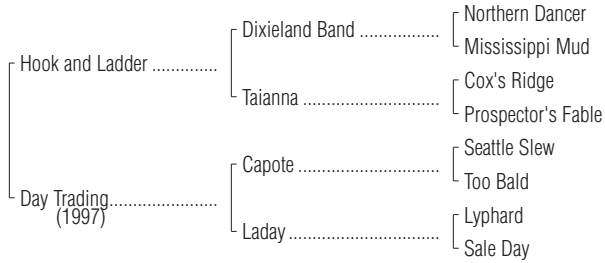 Northern Dancer
Dixieland Band ..................
Mississippi Mud
Hook and Ladder ..............
Cox's Ridge
Taianna ...............................
Prospector's Fable
Seattle Slew
Capote ................................
Too Bald
Day Trading........................
(1997)
Lyphard
Laday ..................................
Sale Day